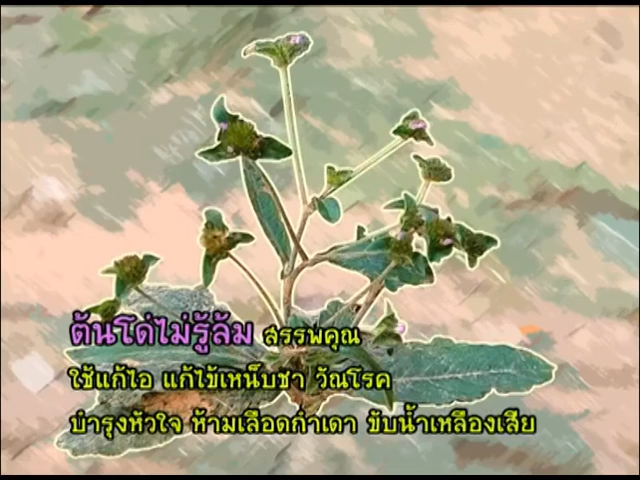 ต้นโด่ไม่รู้ล้ม สรรพคุณ
ใช้แก้ไอ แก้ไข้เหน็บชา วัณโรค
บำรุงหัวใจ ห้ามเลือดกำเดา ขับน้ำเหลืองเสีย